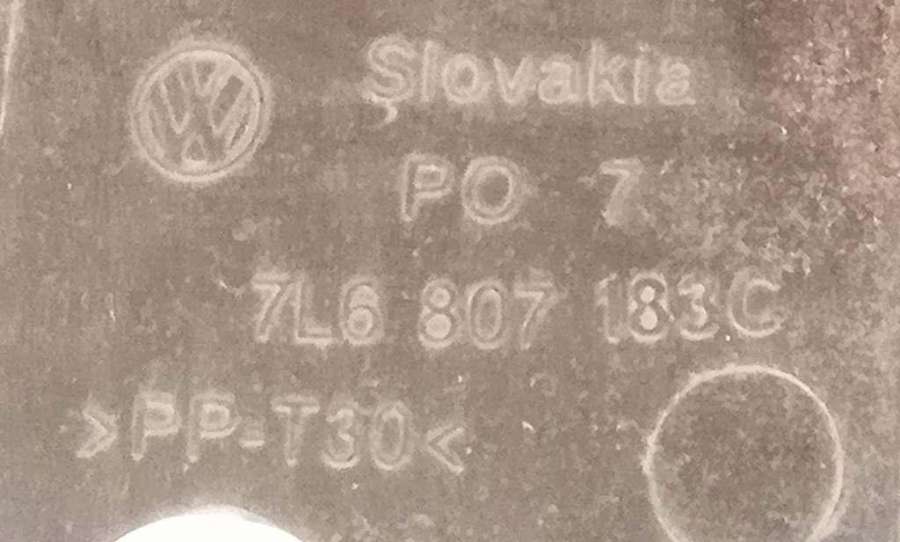 Slovakia
PO 7
7L6 807 183C
>PP-T30<